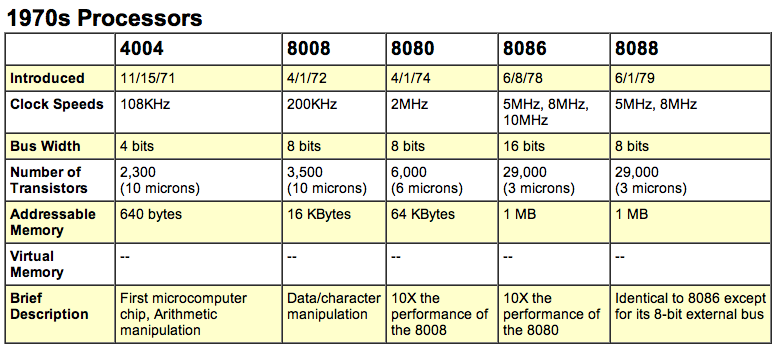 1970s Processors
4004 8008 8080 8086 8088
Introduced 11/15/71 4/1/72 4/1/74 6/8/78 6/1/79
Clock Speeds 108KHz 200KHz 2MHz 5MHz, 8MHz, 5MHz, 8MHz
10MHz
Bus Width 4 bits 8 bits 8 bits 16 bits 8 bits
Number of 2,300 3,500 6,000 29,000 29,000
Transistors (10 microns) (10 microns) (6 microns) (3 microns) (3 microns)
Addressable 640 bytes 16 KBytes 64 KBytes 1 MB 1 MB
Memory
Virtual -- -- -- -- --
Memory
Brief First microcomputer Data/character 10X the 10X the Identical to 8086 except
Description chip, Arithmetic manipulation performance of performance of for its 8-bit external bus
manipulation the 8008 the 8080